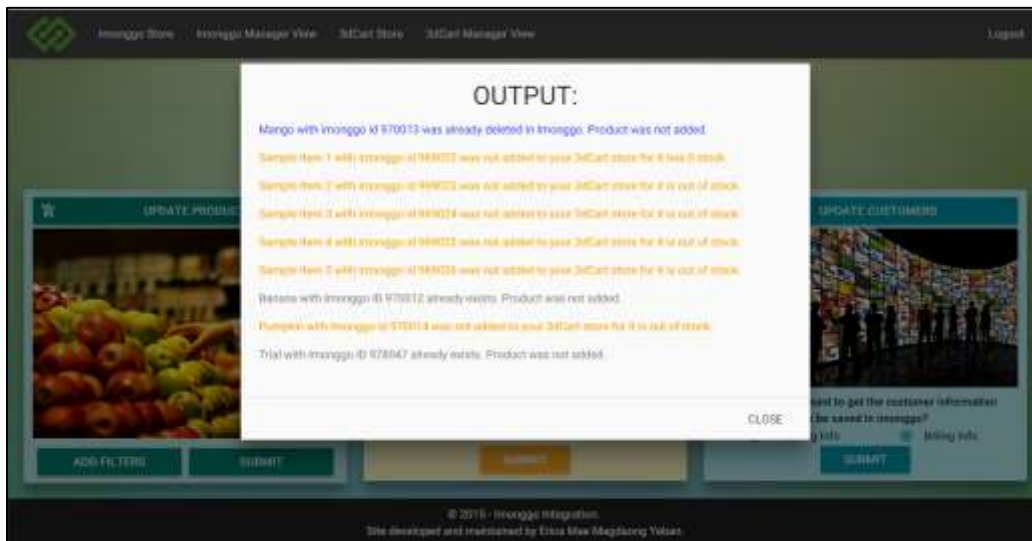 Imonggo Store Imonggo Manager View 3dCart Store 3dCart Manager View Logout
OUTPUT:
Mango with imonggo id 970013 was already deleted in Imonggo. Product was not added.
Sample Item 1 with imonggo id was not added to your 3dCart store for it has 0 stock.
Sample Item 2 with imonggo id was not added to your 3dCart store for it is out of stock.
Sample Item 3 with imonggo id was not added to your 3dCart store for it is out of stock.
Sample Item 4 with imonggo id was not added to your 3dCart store for it is out of stock.
Sample Item 5 with imonggo id was not added to your 3dCart store for it is out of stock.
Banana with Imonggo ID 970012 already exists. Product was not added.
Pumpkin with imonggo id 970014 was not added to your 3dCart store for it is out of stock.
Trial with Imonggo ID 978047 already exists. Product was not added.
CLOSE
UPDATE PRODUC
UPDATE CUSTOMERS
to get the customer information
be saved in imonggo?
Info Billing Info
ADD FILTERS SUBMIT
SUBMIT
SUBMIT
© 2015 - Imonggo Integration.
Site developed and maintained by Erica Mae Magdaong Yeban.